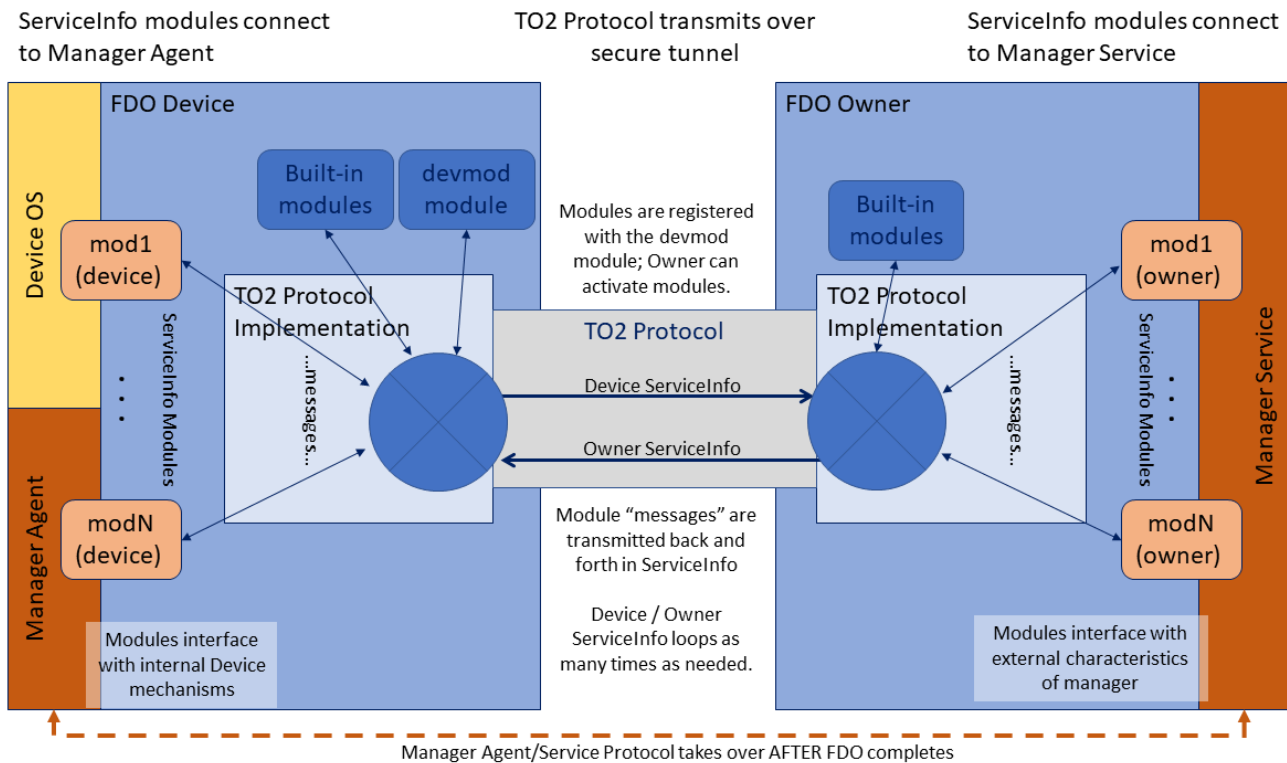 ServiceInfo modules connect
to Manager Agent
TO2 Protocol transmits over
secure tunnel
ServiceInfo modules connect
to Manager Service
FDO Device
Device OS
Manager Agent
Built-in
modules
devmod
module
mod1
(device)
ServiceInfo Modules
. . .
modN
(device)
TO2 Protocol
Implementation
...messages...
Modules interface
with internal Device
mechanisms
Modules are registered
with the devmod
module; Owner can
activate modules.
TO2 Protocol
Device ServiceInfo
Owner ServiceInfo
Module “messages” are
transmitted back and
forth in ServiceInfo
Device / Owner
ServiceInfo loops as
many times as needed.
FDO Owner
Built-in
modules
TO2 Protocol
Implementation
...messages...
mod1
(owner)
ServiceInfo Modules
. . .
modN
(owner)
Manager Service
Modules interface with
external characteristics
of manager
Manager Agent/Service Protocol takes over AFTER FDO completes